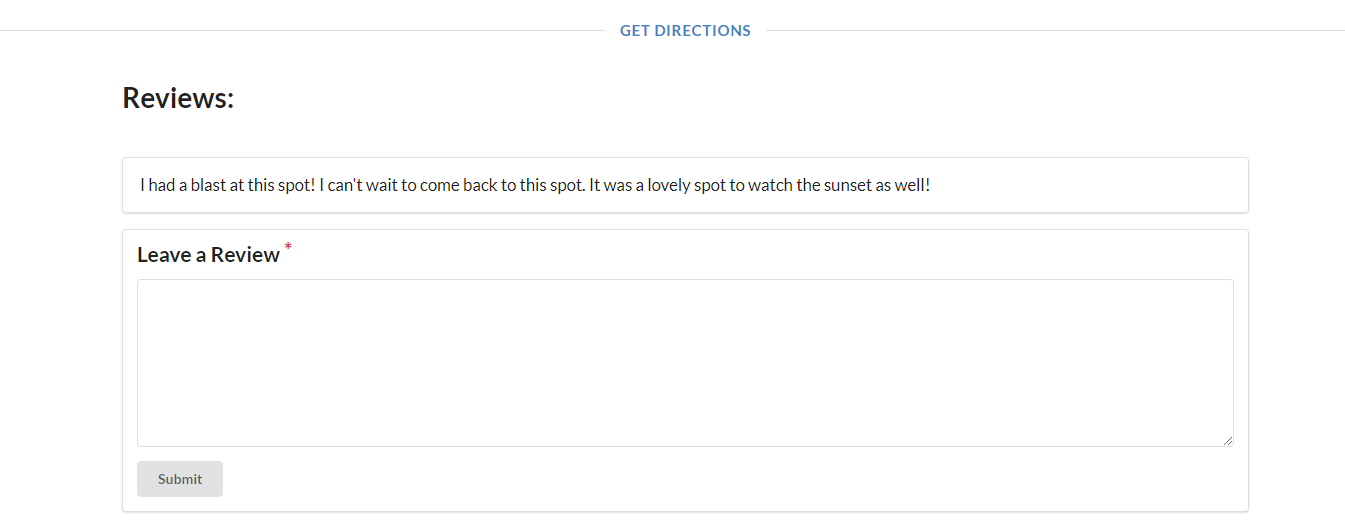 GET DIRECTIONS
Reviews:
I had a blast at this spot! I can't wait to come back to this spot. It was a lovely spot to watch the sunset as well!
Leave a Review *
Submit